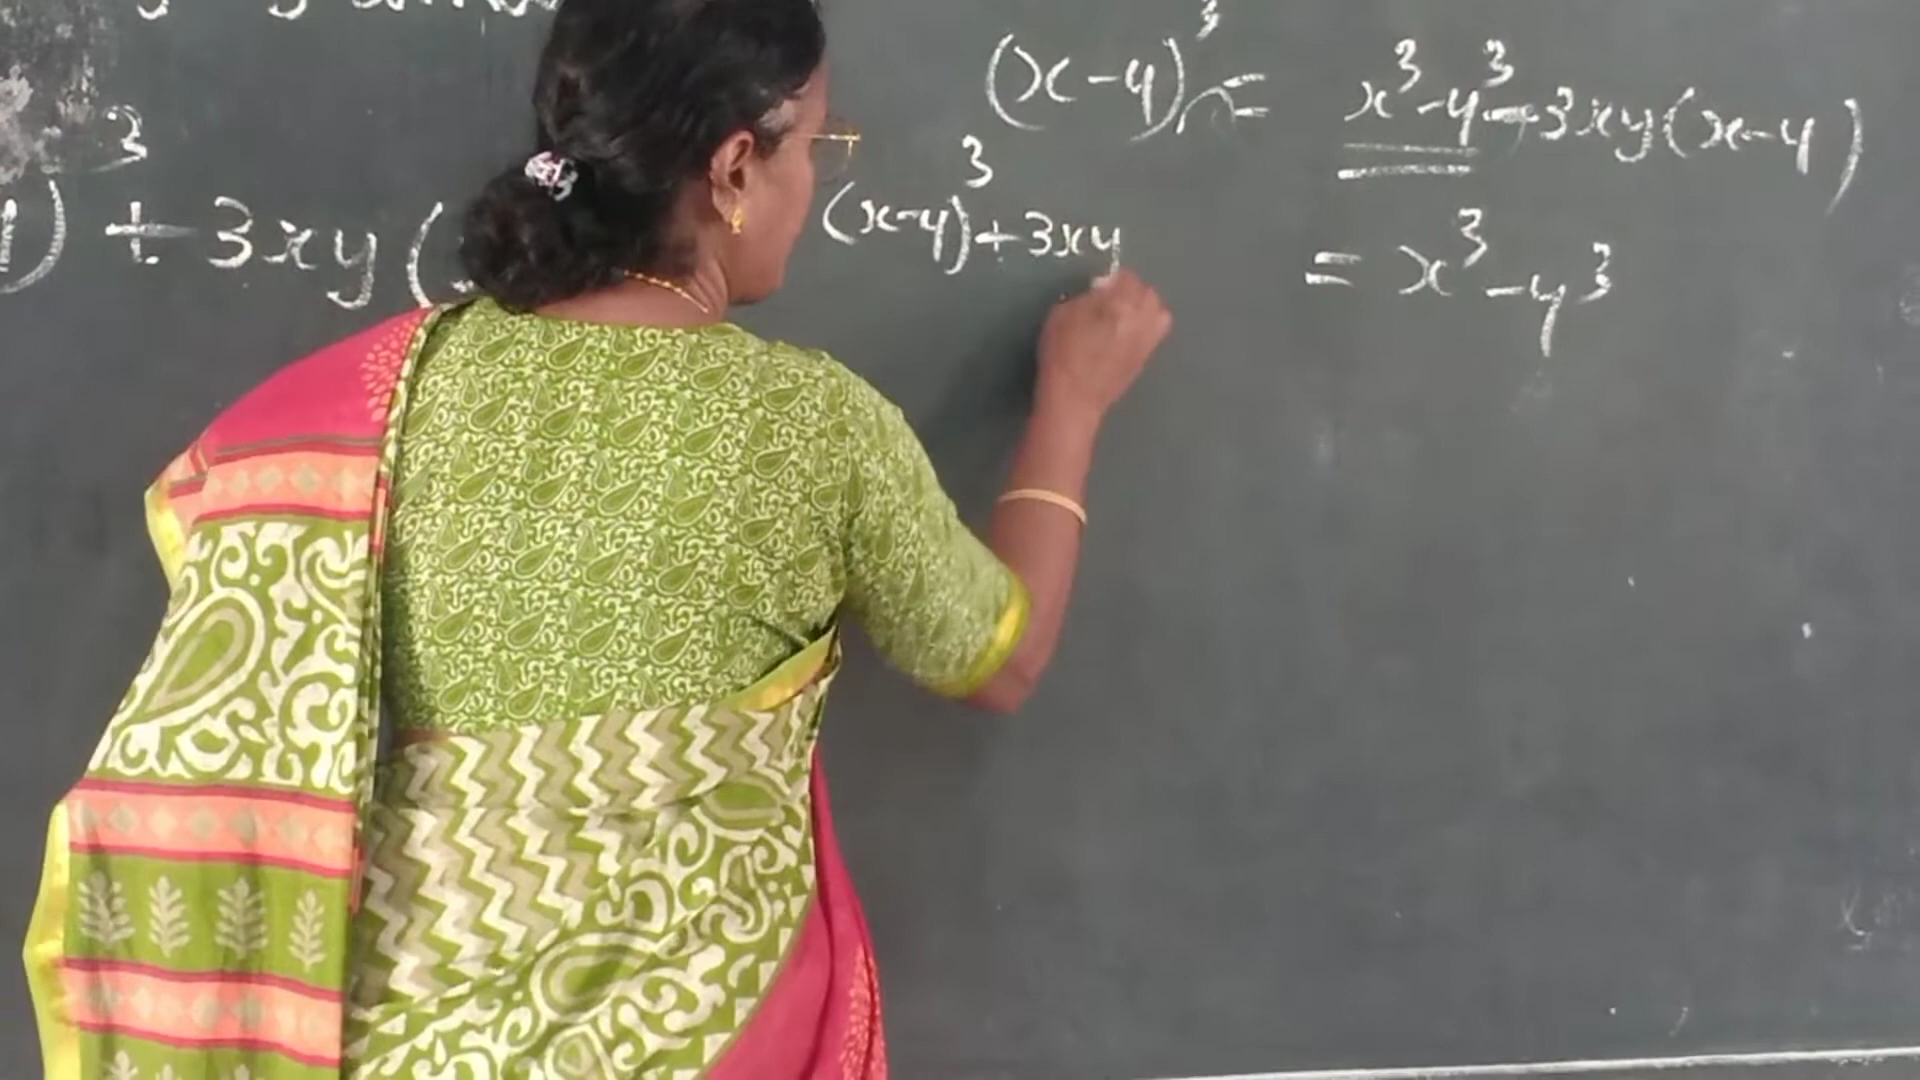 (x-y)³ = x³-y³-3xy(x-y)
(x-y)³+3xy = x³-y³
)³ + 3xy(